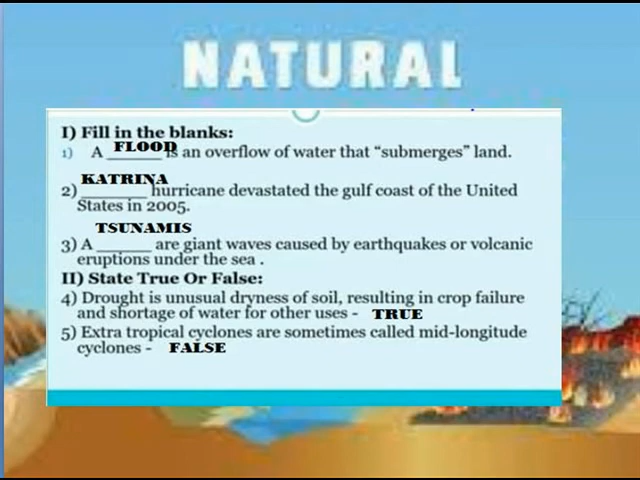 NATURAL
I) Fill in the blanks:
FLOOD
1) A ______ is an overflow of water that “submerges” land.
KATRINA
2) ______ hurricane devastated the gulf coast of the United
States in 2005.
TSUNAMIS
3) A ______ are giant waves caused by earthquakes or volcanic
eruptions under the sea .
II) State True Or False:
4) Drought is unusual dryness of soil, resulting in crop failure
and shortage of water for other uses - TRUE
5) Extra tropical cyclones are sometimes called mid-longitude
cyclones - FALSE